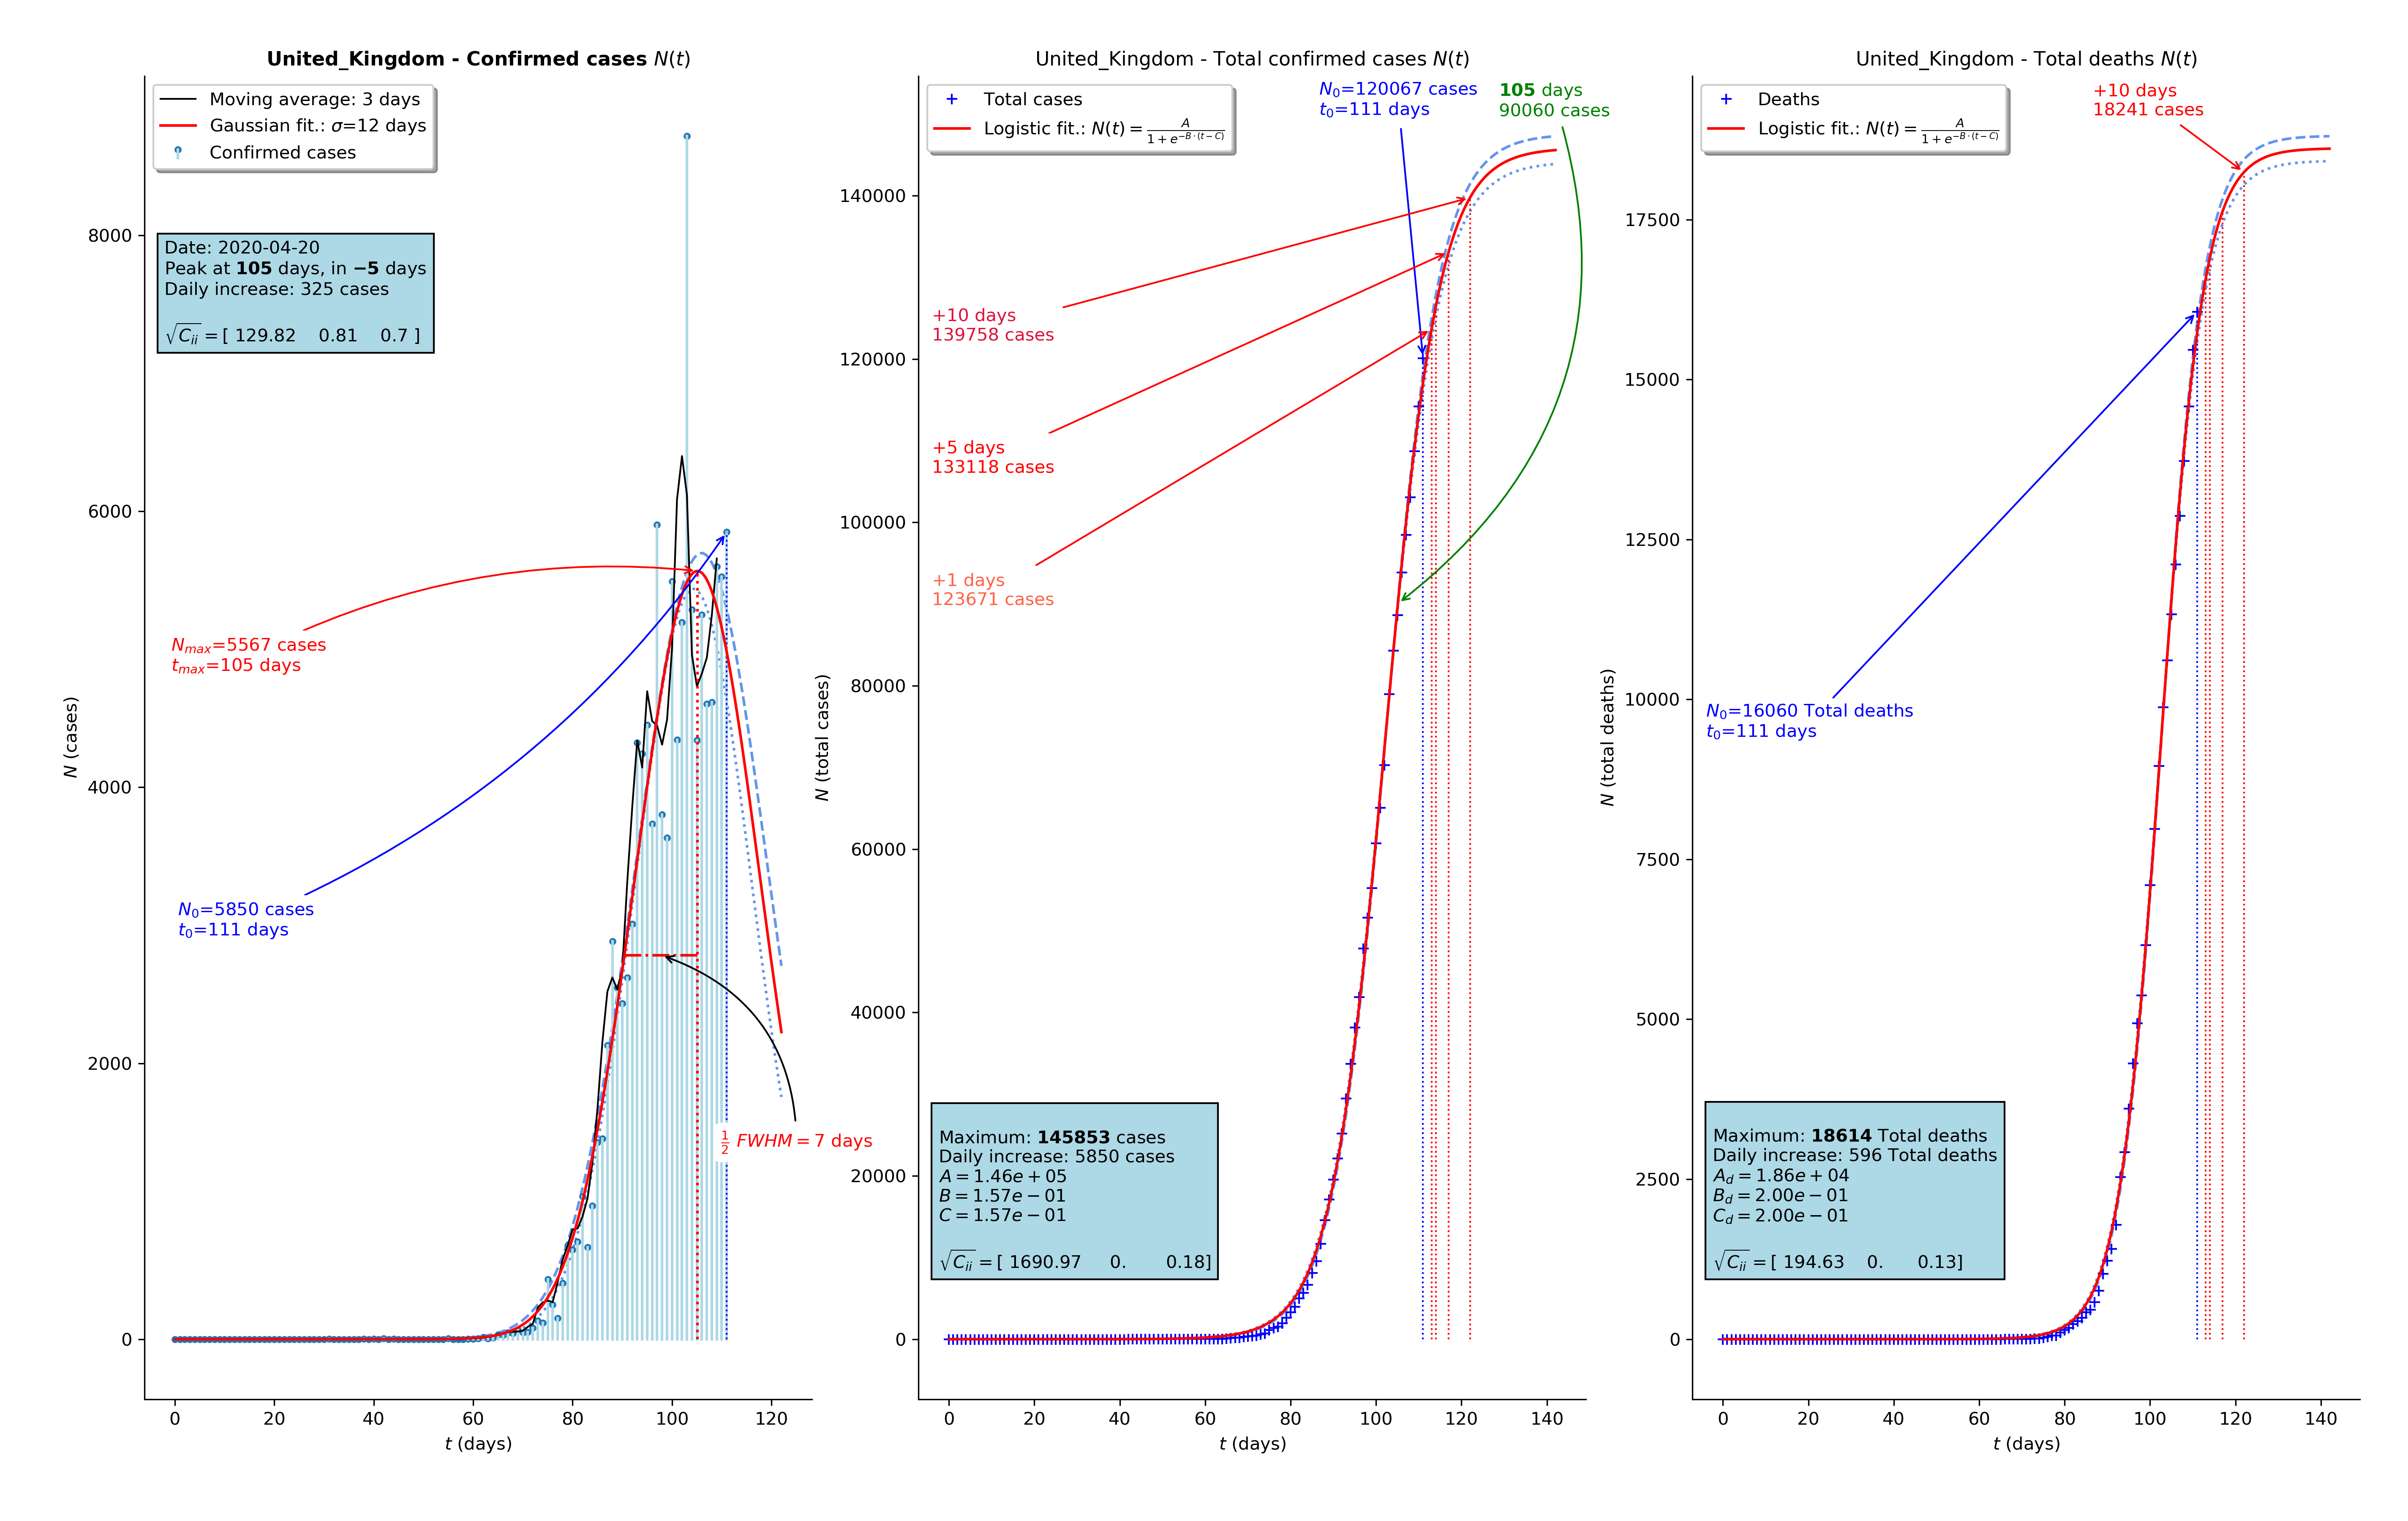 United_Kingdom - Confirmed cases N(t)
Moving average: 3 days
Gaussian fit.: σ=12 days
Confirmed cases
Date: 2020-04-20
Peak at 105 days, in −5 days
Daily increase: 325 cases
√C_ii = [ 129.82 0.81 0.7 ]
N_max=5567 cases
t_max=105 days
N_0=5850 cases
t_0=111 days
1/2 FWHM = 7 days
N (cases)
8000
6000
4000
2000
0
0 20 40 60 80 100 120
t (days)
United_Kingdom - Total confirmed cases N(t)
Total cases
Logistic fit.: N(t) = A / (1 + e^{−B·(t−C)})
N_0=120067 cases
t_0=111 days
105 days
90060 cases
+10 days
139758 cases
+5 days
133118 cases
+1 days
123671 cases
Maximum: 145853 cases
Daily increase: 5850 cases
A = 1.46e + 05
B = 1.57e − 01
C = 1.57e − 01
√C_ii = [ 1690.97 0. 0.18]
N (total cases)
140000
120000
100000
80000
60000
40000
20000
0
0 20 40 60 80 100 120 140
t (days)
United_Kingdom - Total deaths N(t)
Deaths
Logistic fit.: N(t) = A / (1 + e^{−B·(t−C)})
+10 days
18241 cases
N_0=16060 Total deaths
t_0=111 days
Maximum: 18614 Total deaths
Daily increase: 596 Total deaths
A_d = 1.86e + 04
B_d = 2.00e − 01
C_d = 2.00e − 01
√C_ii = [ 194.63 0. 0.13]
N (total deaths)
17500
15000
12500
10000
7500
5000
2500
0
0 20 40 60 80 100 120 140
t (days)